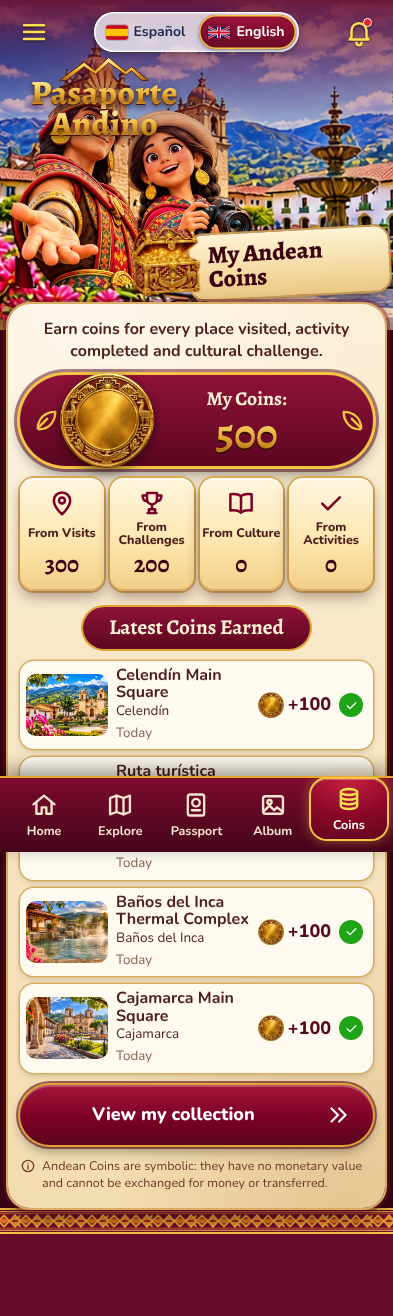 Español
English
Pasaporte
Andino
My Andean
Coins
Earn coins for every place visited, activity
completed and cultural challenge.
My Coins:
500
From Visits
300
From
Challenges
200
From Culture
0
From
Activities
0
Latest Coins Earned
Celendín Main
Square
Celendín
Today
+100
Ruta turística
Home
Explore
Passport
Album
Coins
Today
Baños del Inca
Thermal Complex
Baños del Inca
Today
+100
Cajamarca Main
Square
Cajamarca
Today
+100
View my collection
Andean Coins are symbolic: they have no monetary value
and cannot be exchanged for money or transferred.